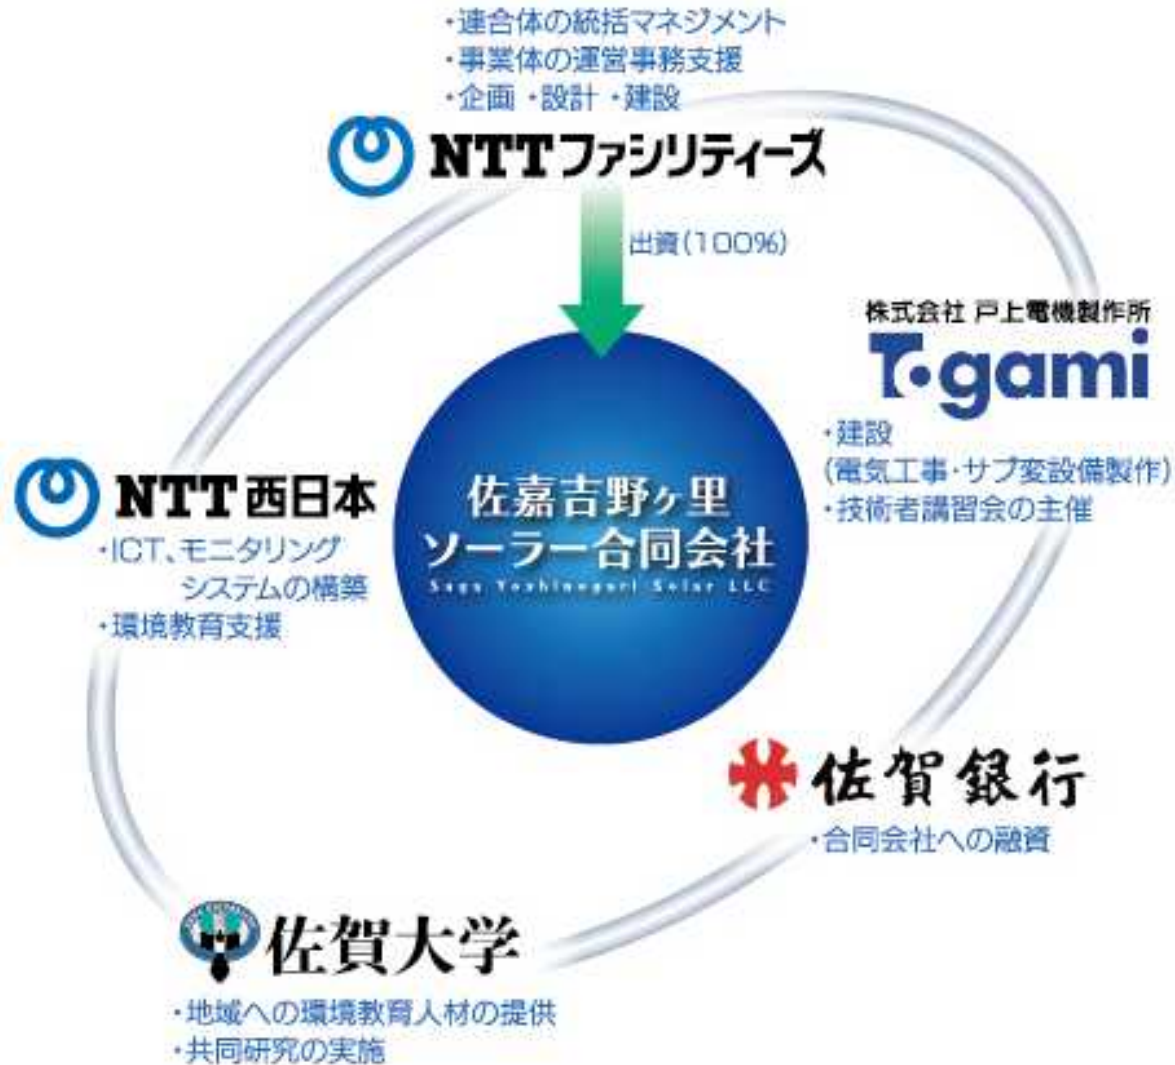 ・連合体の統括マネジメント
・事業体の運営事務支援
・企画・設計・建設
NTTファシリティーズ
出資(100%)
株式会社 戸上電機製作所
Togami
・建設
(電気工事・サブ変設備製作)
・技術者講習会の主催
NTT西日本
・ICT、モニタリング
システムの構築
・環境教育支援
佐嘉吉野ヶ里
ソーラー合同会社
Saga Yoshinogari Solar LLC
佐賀銀行
・合同会社への融資
佐賀大学
・地域への環境教育人材の提供
・共同研究の実施